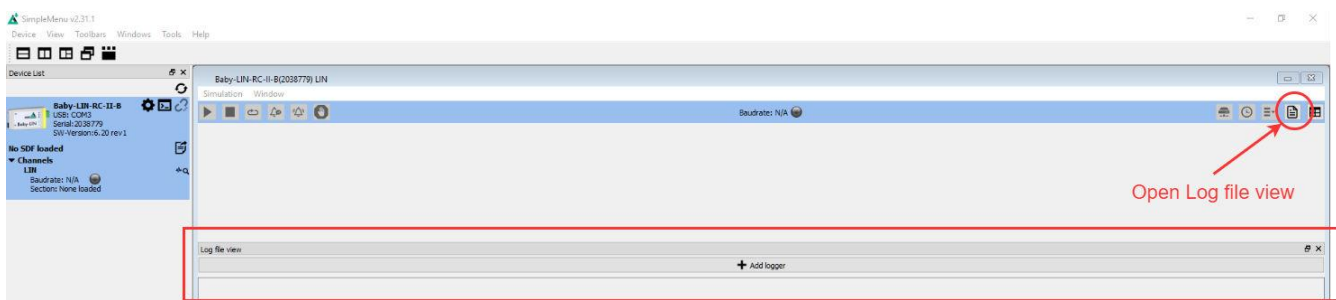 SimpleMenu v2.31.1
Device View Toolbars Windows Tools Help
Device List
Baby-LIN-RC-II-B
USB: COM3
Serial:2038779
SW-Version:6.20 rev1
No SDF loaded
Channels
LIN
Baudrate: N/A
Section: None loaded
Baby-LIN-RC-II-B(2038779) LIN
Simulation Window
Baudrate: N/A
Open Log file view
Log file view
Add logger